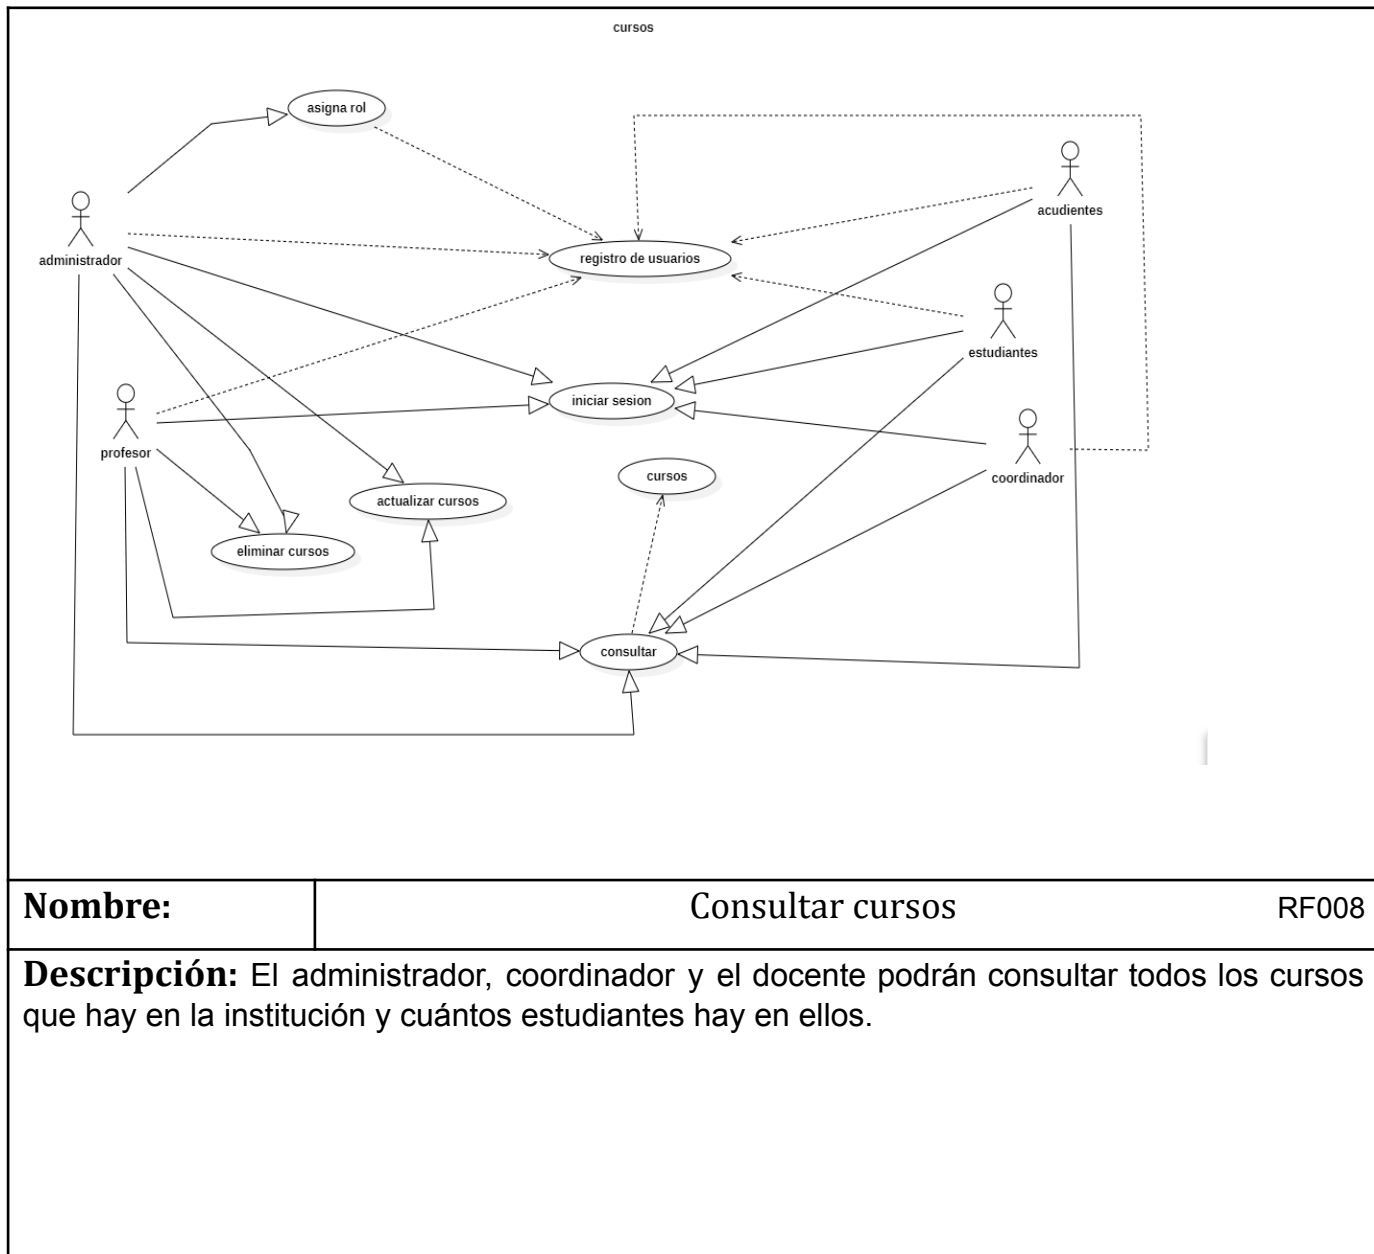 cursos
asigna rol
acudientes
administrador
registro de usuarios
estudiantes
iniciar sesion
profesor
cursos
coordinador
actualizar cursos
eliminar cursos
consultar
Nombre: Consultar cursos RF008
Descripción: El administrador, coordinador y el docente podrán consultar todos los cursos
que hay en la institución y cuántos estudiantes hay en ellos.